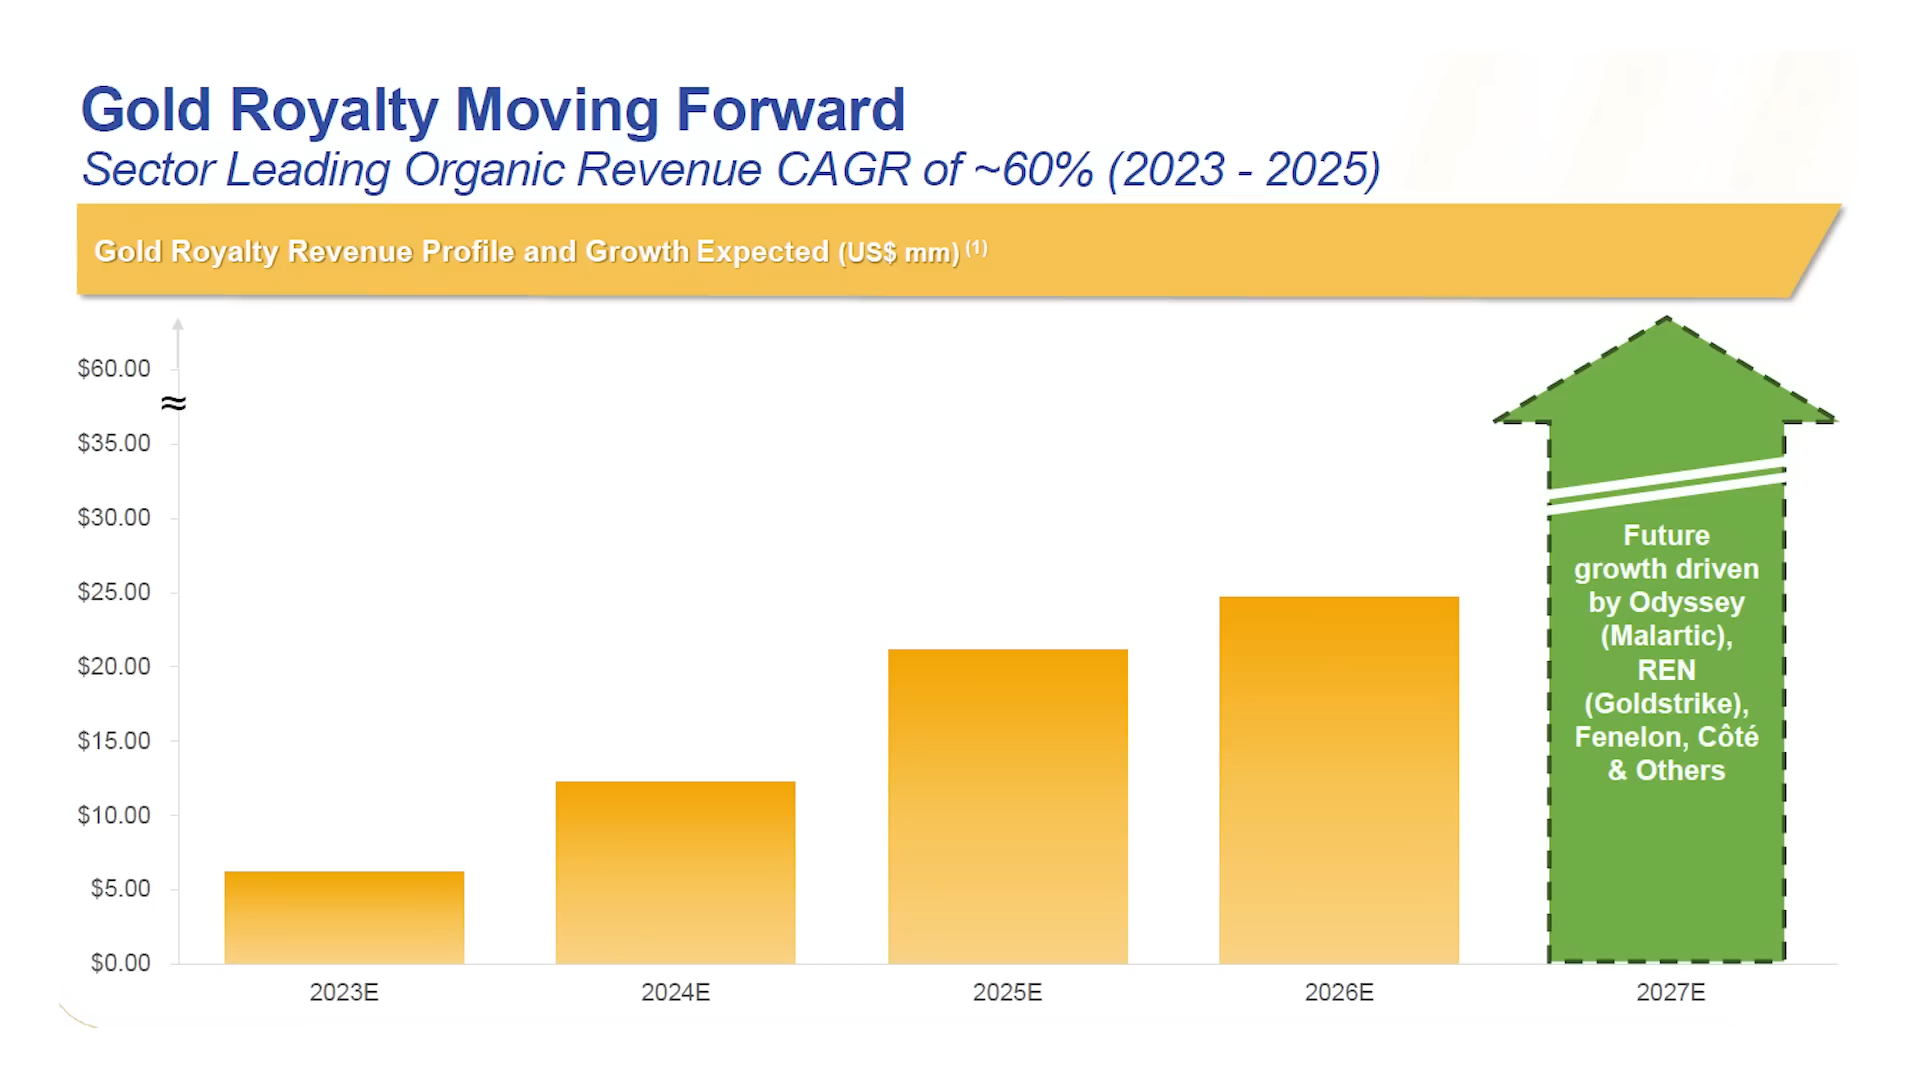 Gold Royalty Moving Forward
Sector Leading Organic Revenue CAGR of ~60% (2023 - 2025)
Gold Royalty Revenue Profile and Growth Expected (US$ mm) (1)
$60.00
≈
$35.00
$30.00
$25.00
$20.00
$15.00
$10.00
$5.00
$0.00
Future
growth driven
by Odyssey
(Malartic),
REN
(Goldstrike),
Fenelon, Côté
& Others
2023E
2024E
2025E
2026E
2027E